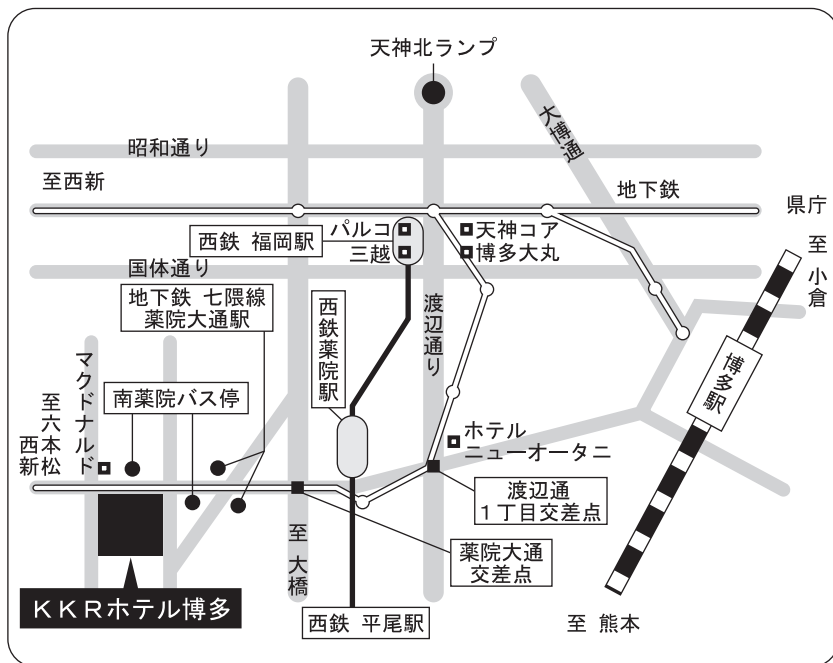 天神北ランプ
大博通
昭和通り
至西新
地下鉄
県庁
至 小倉
西鉄 福岡駅
パルコ
三越
天神コア
博多大丸
国体通り
地下鉄 七隈線
薬院大通駅
西鉄薬院駅
渡辺通り
博多駅
マクドナルド
至六本松
西新
南薬院バス停
ホテル
ニューオータニ
渡辺通
1丁目交差点
至 大橋
薬院大通
交差点
KKRホテル博多
西鉄 平尾駅
至 熊本